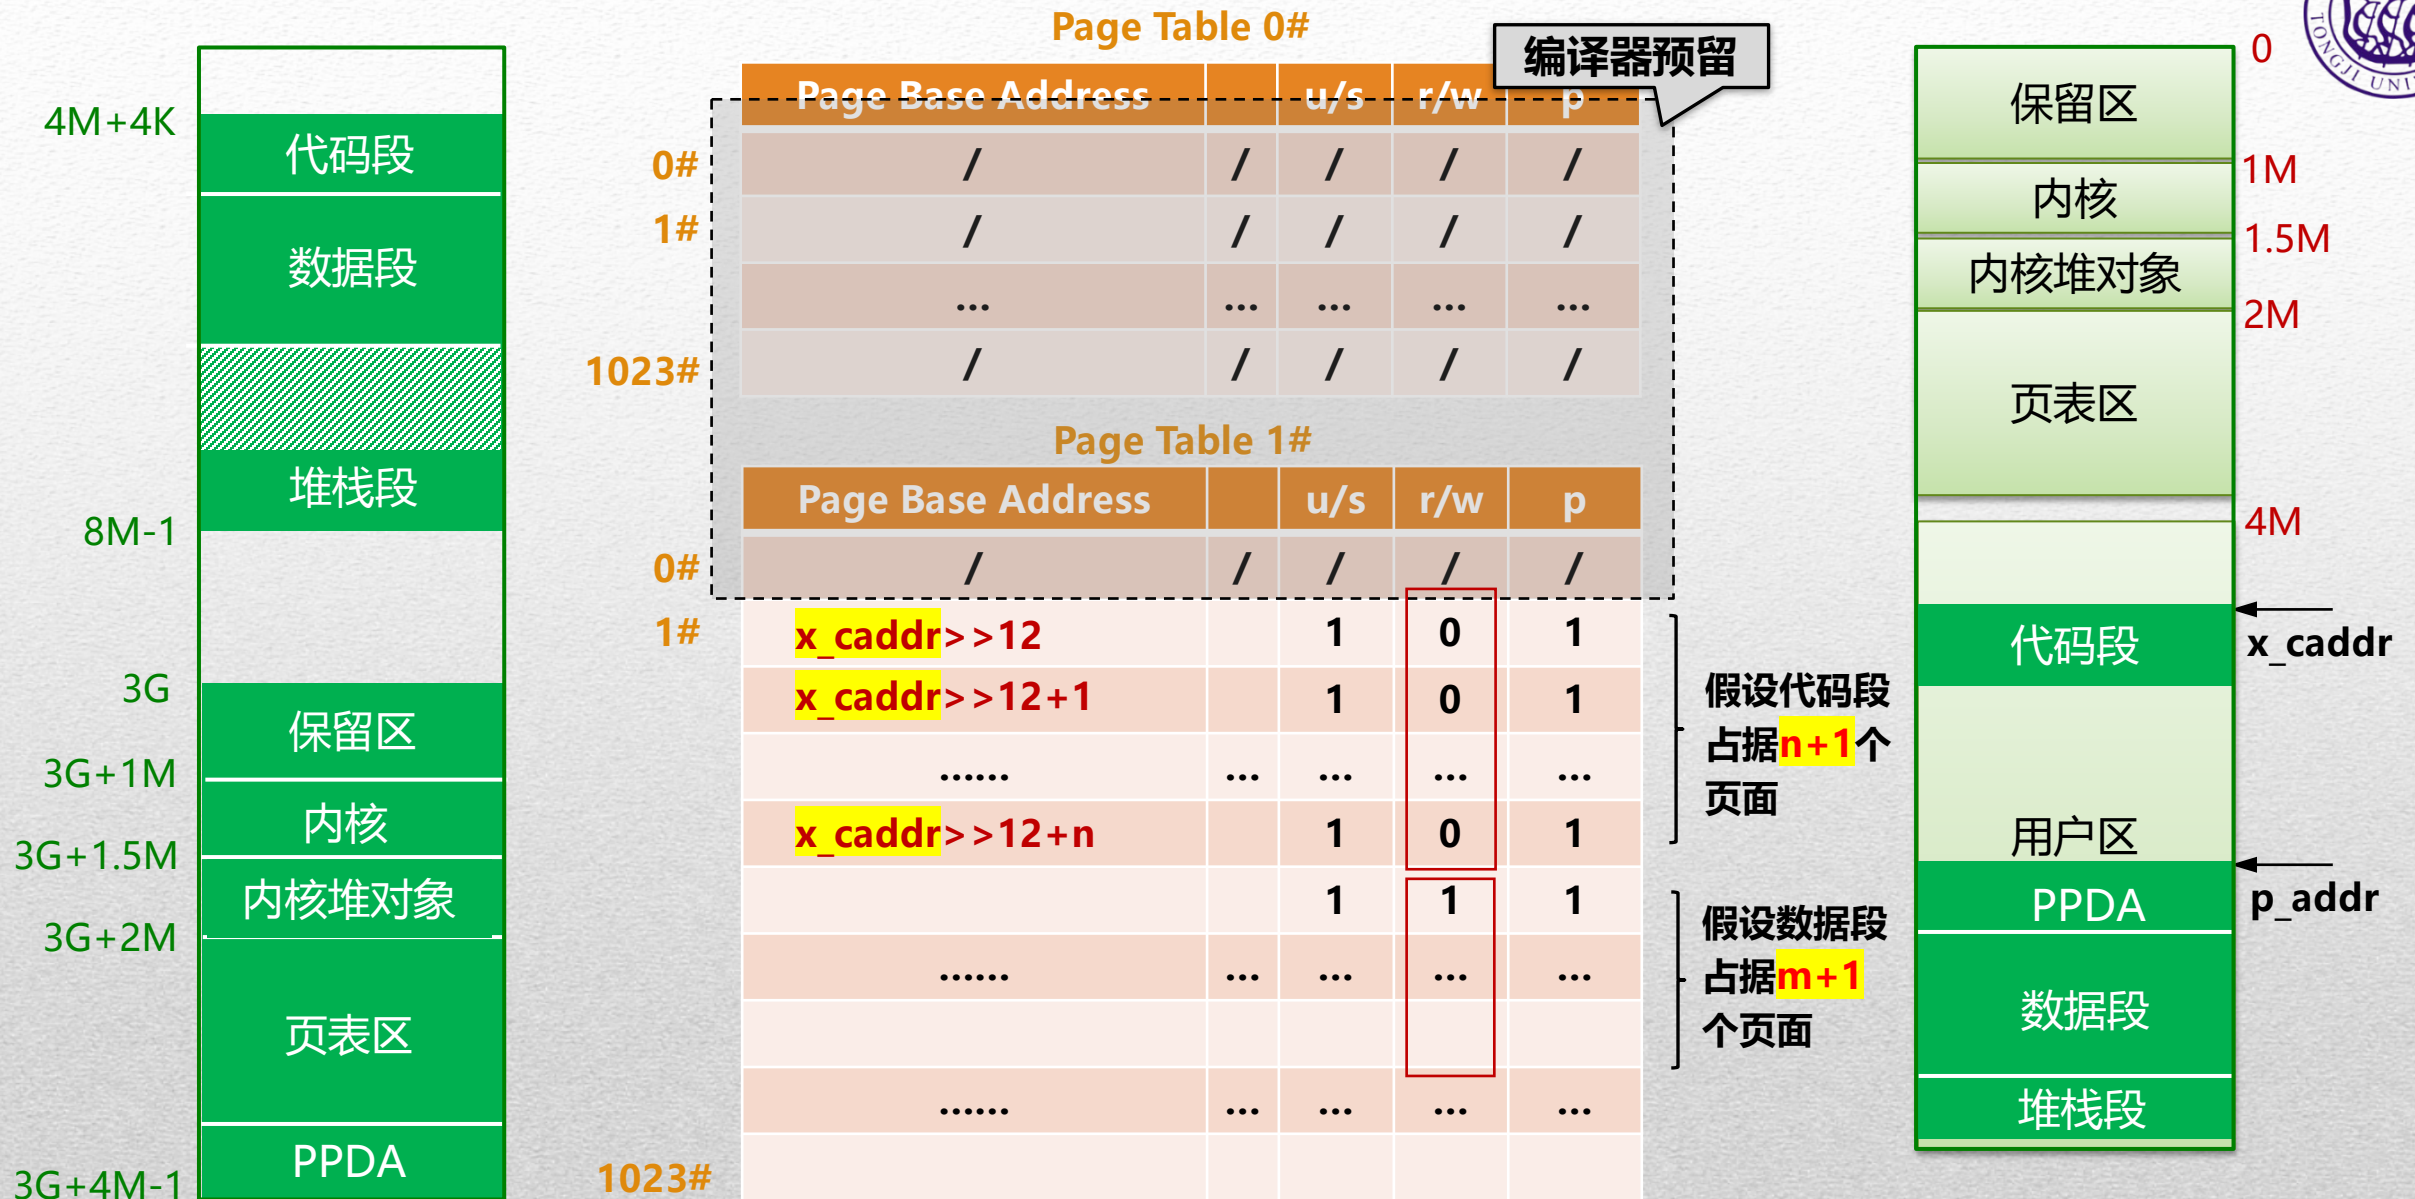 4M+4K
代码段
数据段
堆栈段
8M-1
3G
保留区
3G+1M
内核
3G+1.5M
内核堆对象
3G+2M
页表区
PPDA
3G+4M-1
Page Table 0#
编译器预留
Page Base Address u/s r/w p
0# / / / / /
1# / / / / /
... ... ... ... ...
1023# / / / / /
Page Table 1#
Page Base Address u/s r/w p
0# / / / / /
1# x_caddr>>12 1 0 1
x_caddr>>12+1 1 0 1
...... ... ... ... ...
x_caddr>>12+n 1 0 1
1 1 1
...... ... ... ... ...
...... ... ... ... ...
1023#
假设代码段
占据n+1个
页面
假设数据段
占据m+1
个页面
0
保留区
1M
内核
1.5M
内核堆对象
2M
页表区
4M
代码段
x_caddr
用户区
PPDA
p_addr
数据段
堆栈段
TONGJI UNI